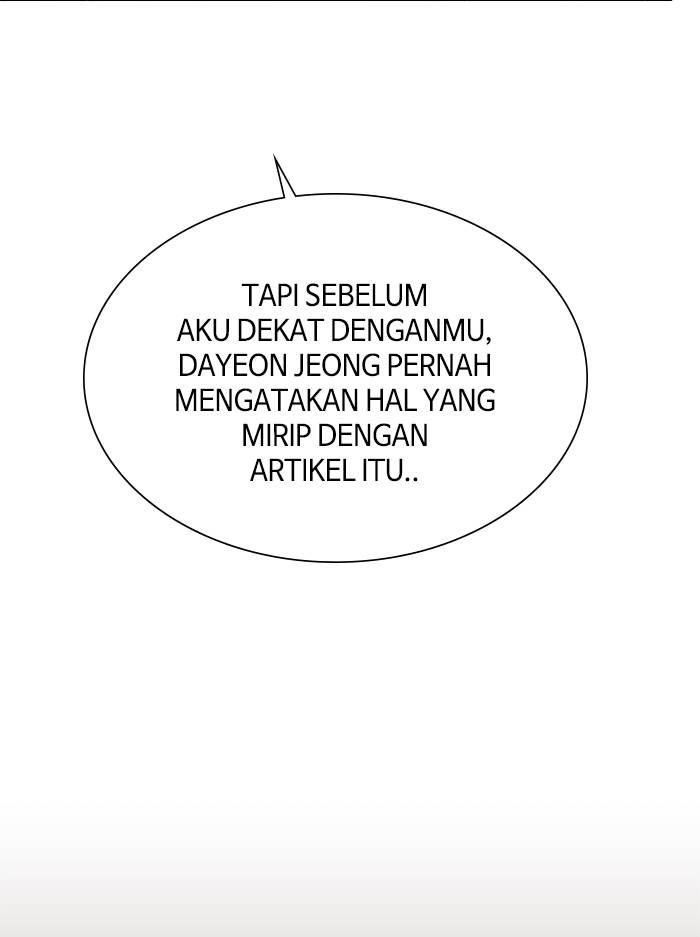 TAPI SEBELUM
AKU DEKAT DENGANMU,
DAYEON JEONG PERNAH
MENGATAKAN HAL YANG
MIRIP DENGAN
ARTIKEL ITU..